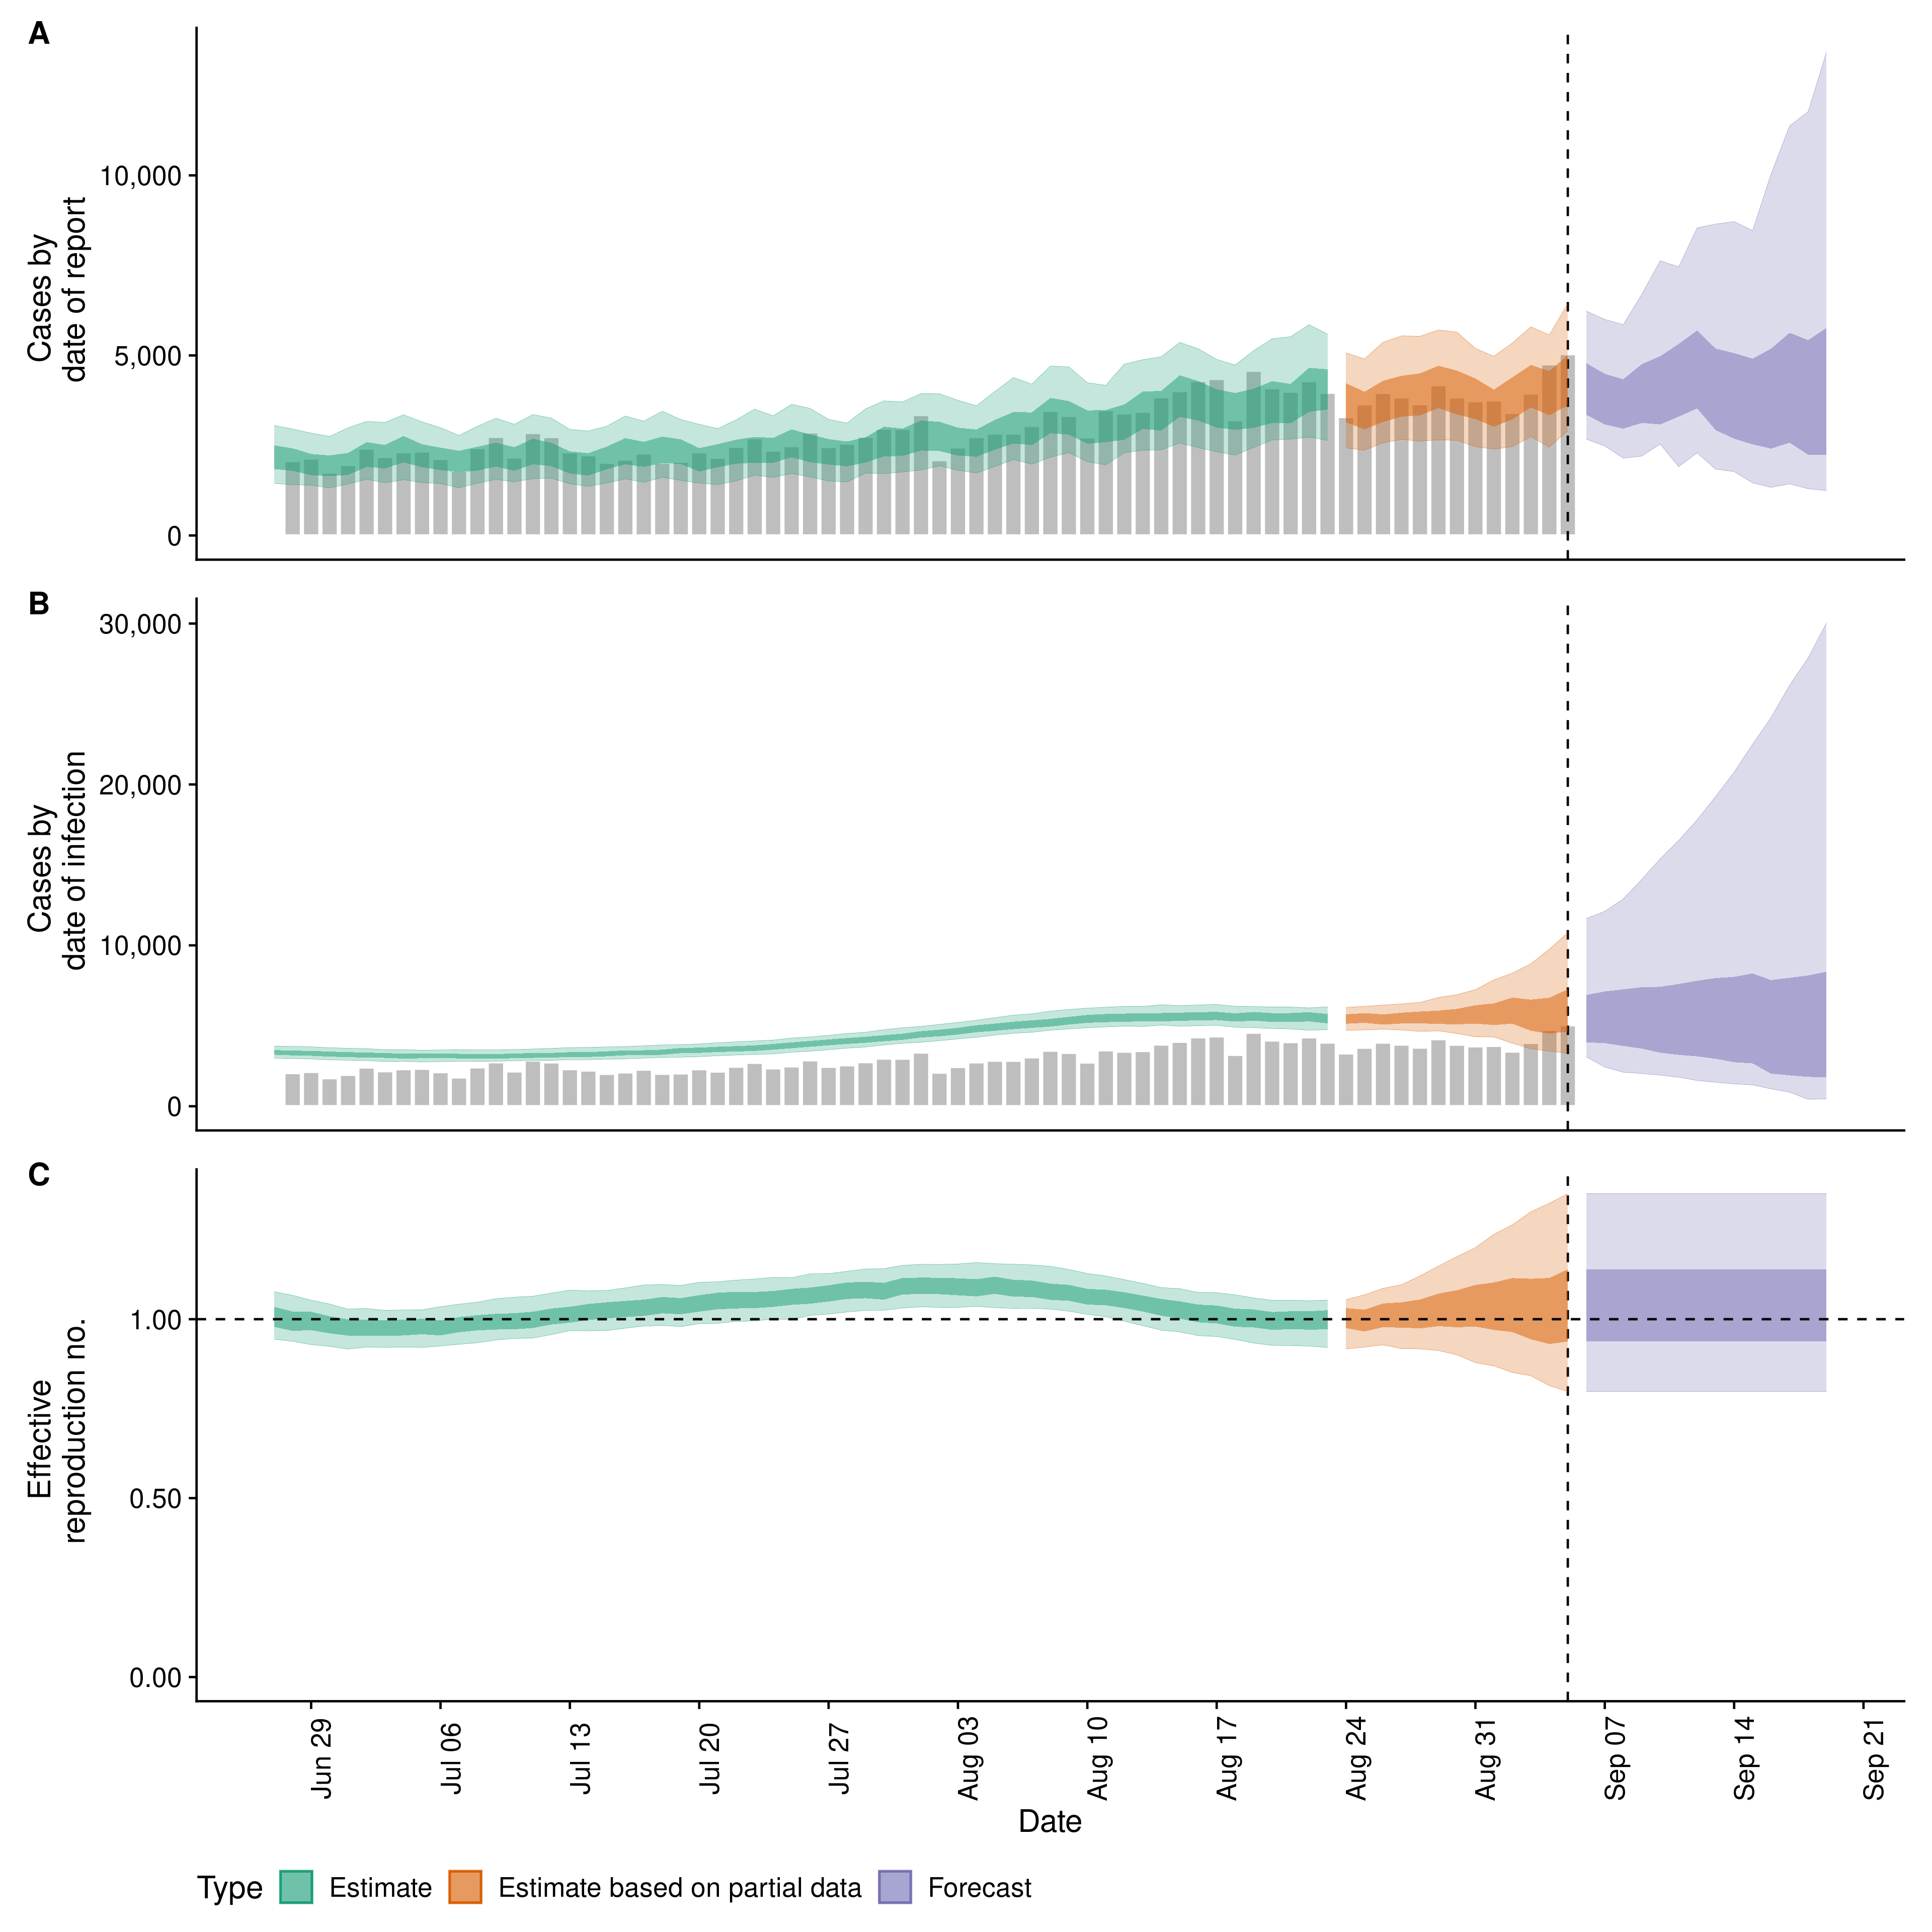 A
Cases by
date of report
10,000
5,000
0
B
Cases by
date of infection
30,000
20,000
10,000
0
C
Effective
reproduction no.
1.00
0.50
0.00
Jun 29
Jul 06
Jul 13
Jul 20
Jul 27
Aug 03
Aug 10
Aug 17
Aug 24
Aug 31
Sep 07
Sep 14
Sep 21
Date
Type Estimate Estimate based on partial data Forecast